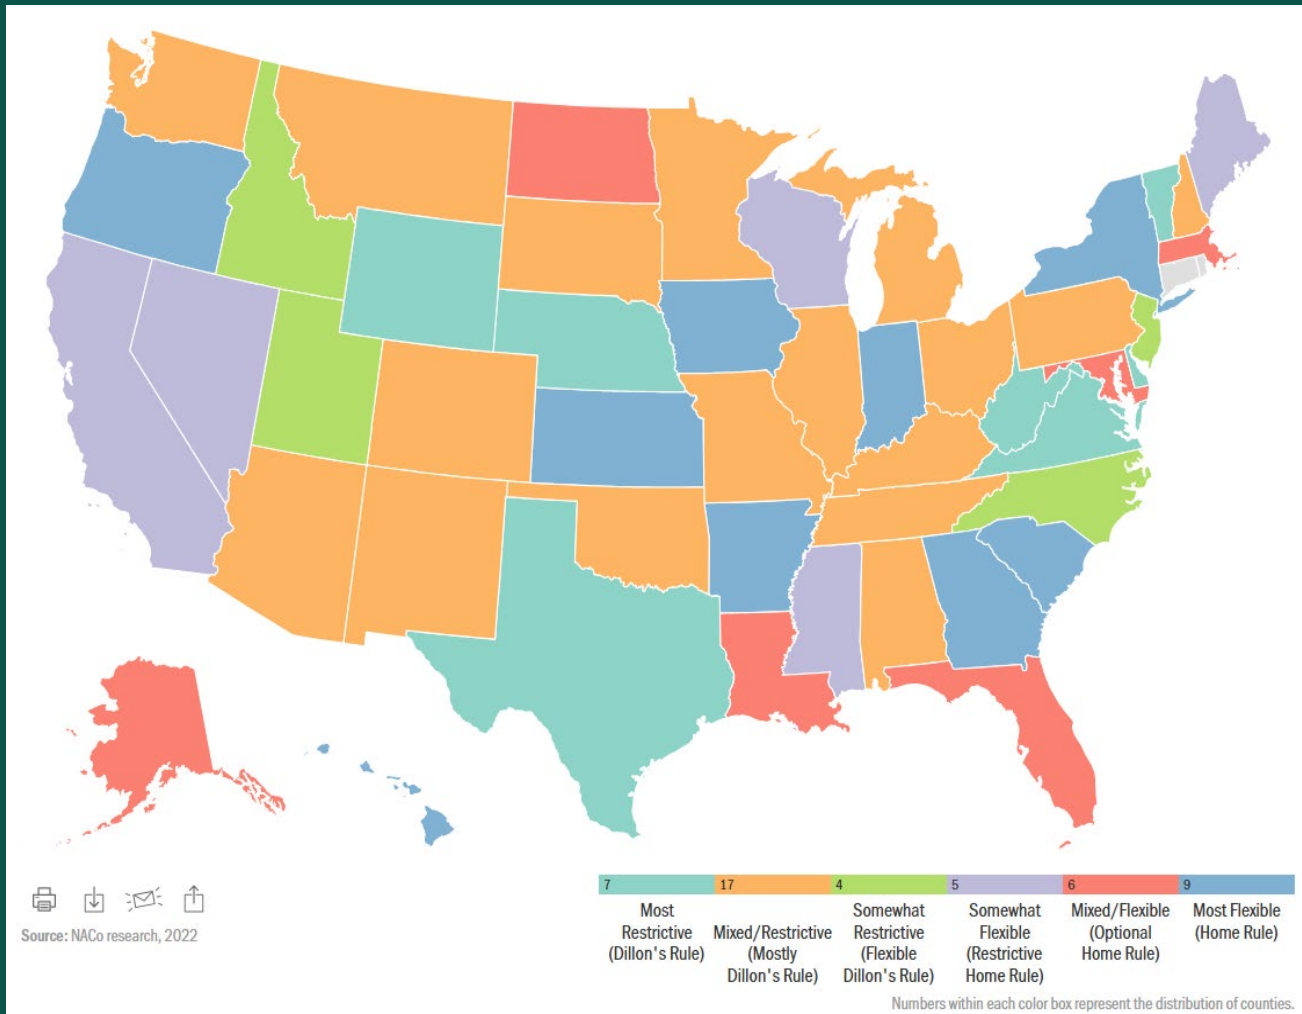 7
17
4
5
6
9
Most
Restrictive
(Dillon's Rule)
Mixed/Restrictive
(Mostly
Dillon's Rule)
Somewhat
Restrictive
(Flexible
Dillon's Rule)
Somewhat
Flexible
(Restrictive
Home Rule)
Mixed/Flexible
(Optional
Home Rule)
Most Flexible
(Home Rule)
Source: NACo research, 2022
Numbers within each color box represent the distribution of counties.